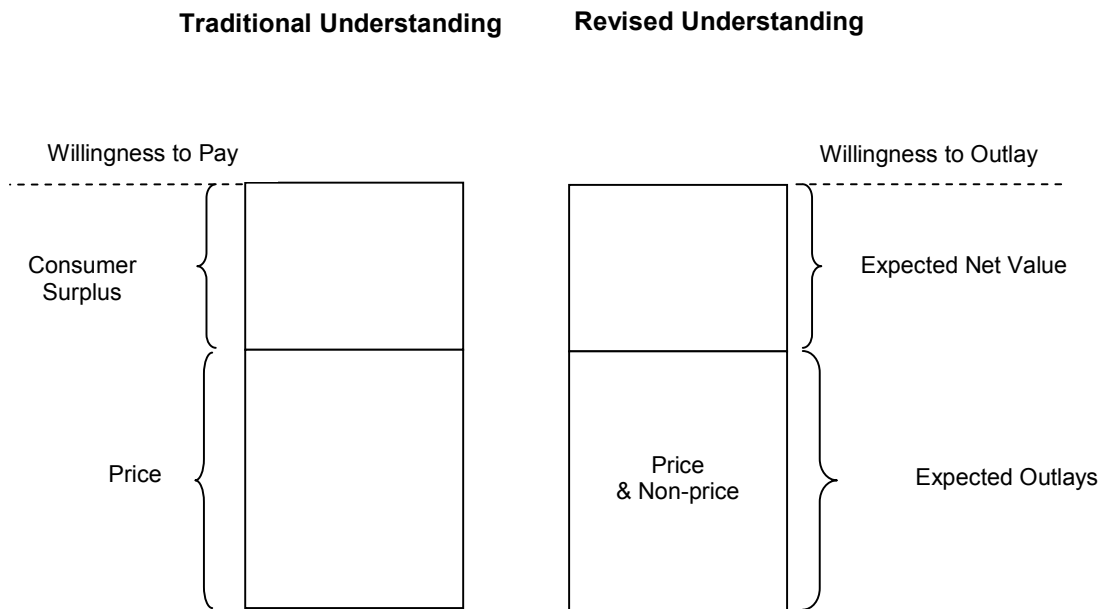 Traditional Understanding
Revised Understanding
Willingness to Pay
Willingness to Outlay
Consumer
Surplus
Expected Net Value
Price
Price
& Non-price
Expected Outlays